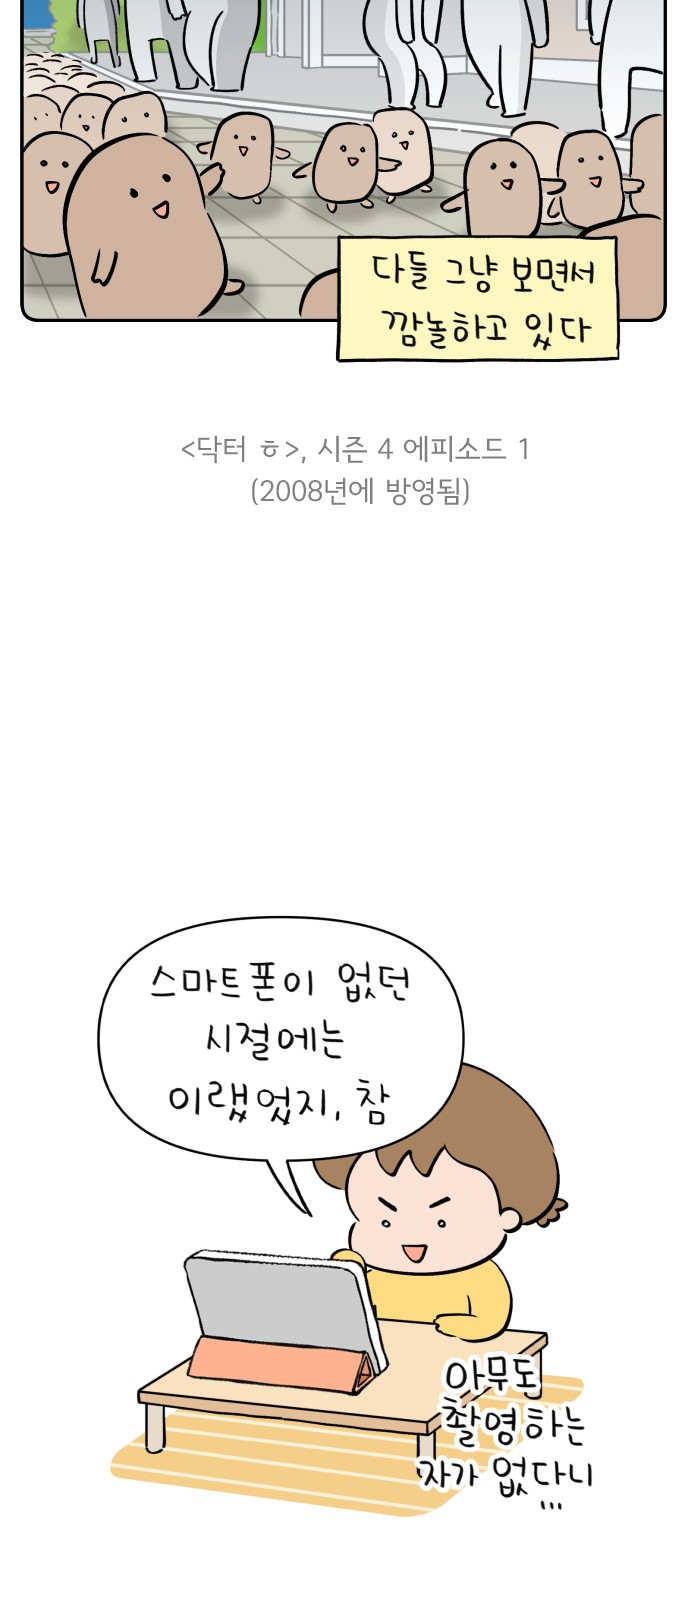 다들 그냥 보면서
깜놀하고 있다
<닥터 ㅎ>, 시즌 4 에피소드 1
(2008년에 방영됨)
스마트폰이 없던
시절에는
이랬었지, 참
아무도
촬영하는
자가 없다니
...